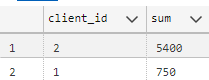 client_id sum
1 2 5400
2 1 750